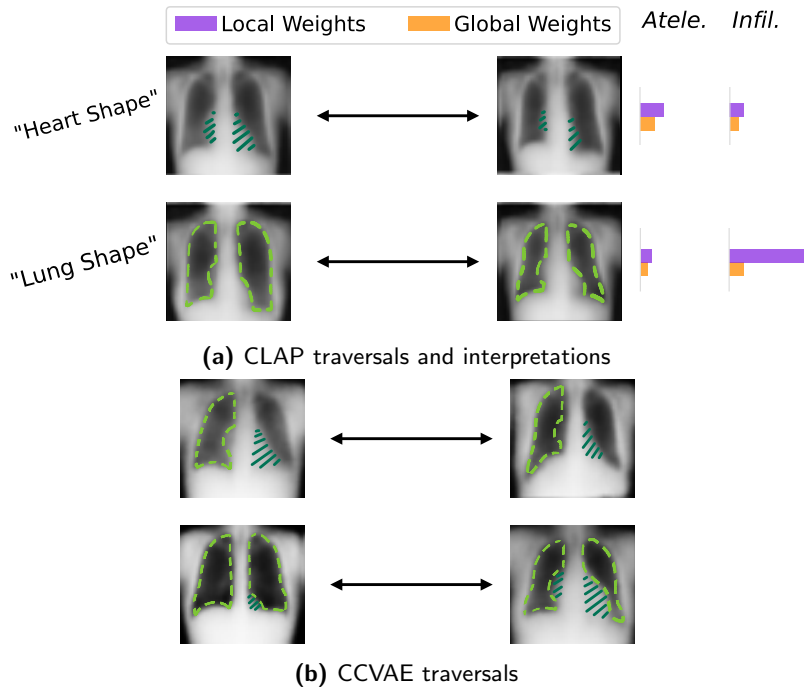 Local Weights Global Weights Atele. Infil.
"Heart Shape"
"Lung Shape"
(a) CLAP traversals and interpretations
(b) CCVAE traversals